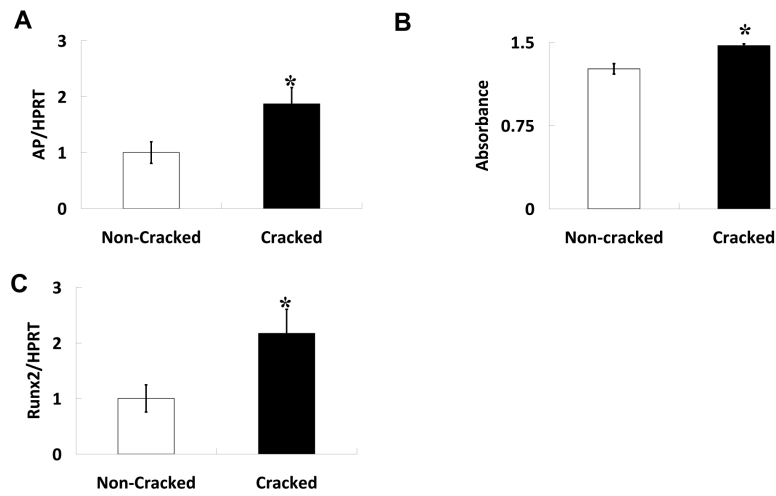 A
3
2
1
0
AP/HPRT
*
Non-Cracked Cracked
B
1.5
0.75
0
Absorbance
*
Non-cracked Cracked
C
3
2
1
0
Runx2/HPRT
*
Non-Cracked Cracked